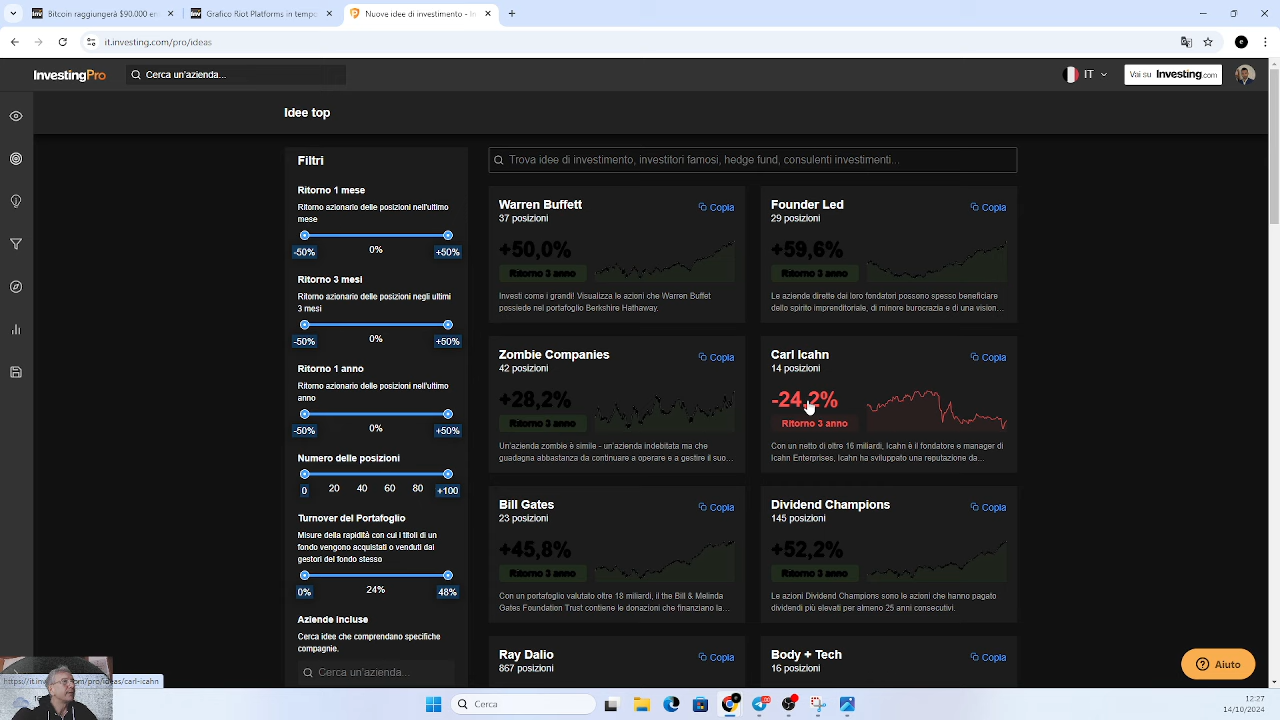 Bitcoin raggiungerà $90.000 en
Grafico Riot Platforms in tempo
Nuove idee di investimento -
it.investing.com/pro/ideas
InvestingPro
Cerca un'azienda...
IT
Vai su Investing.com
Idee top
Filtri
Ritorno 1 mese
Ritorno azionario delle posizioni nell'ultimo
mese
-50%
0%
+50%
Ritorno 3 mesi
Ritorno azionario delle posizioni negli ultimi
3 mesi
-50%
0%
+50%
Ritorno 1 anno
Ritorno azionario delle posizioni nell'ultimo
anno
-50%
0%
+50%
Numero delle posizioni
0 20 40 60 80 +100
Turnover del Portafoglio
Misure della rapidità con cui i titoli di un
fondo vengono acquistati o venduti dai
gestori del fondo stesso
0%
24%
48%
Aziende incluse
Cerca idee che comprendano specifiche
compagnie.
Cerca un'azienda...
Trova idee di investimento, investitori famosi, hedge fund, consulenti investimenti...
Warren Buffett
Copia
37 posizioni
+50,0%
Ritorno 3 anno
Investi come i grandi! Visualizza le azioni che Warren Buffet
possiede nel portafoglio Berkshire Hathaway.
Founder Led
Copia
29 posizioni
+59,6%
Ritorno 3 anno
Le aziende dirette dai loro fondatori possono spesso beneficiare
dello spirito imprenditoriale, di minore burocrazia e di una vision...
Zombie Companies
Copia
42 posizioni
+28,2%
Ritorno 3 anno
Un'azienda zombie è simile - un'azienda indebitata ma che
guadagna abbastanza da continuare a operare e a gestire il suo...
Carl Icahn
Copia
14 posizioni
-24,2%
Ritorno 3 anno
Con un netto di oltre 16 miliardi, Icahn è il fondatore e manager di
Icahn Enterprises, Icahn ha sviluppato una reputazione da...
Bill Gates
Copia
23 posizioni
+45,8%
Ritorno 3 anno
Con un portafoglio valutato oltre 18 miliardi, il the Bill & Melinda
Gates Foundation Trust contiene le donazioni che finanziano la...
Dividend Champions
Copia
145 posizioni
+52,2%
Ritorno 3 anno
Le azioni Dividend Champions sono le azioni che hanno pagato
dividendi più elevati per almeno 25 anni consecutivi.
Ray Dalio
Copia
867 posizioni
Body + Tech
Copia
16 posizioni
Aiuto
https://it.investing.com/pro/ideas/carl-icahn
Cerca
12:27
14/10/2024